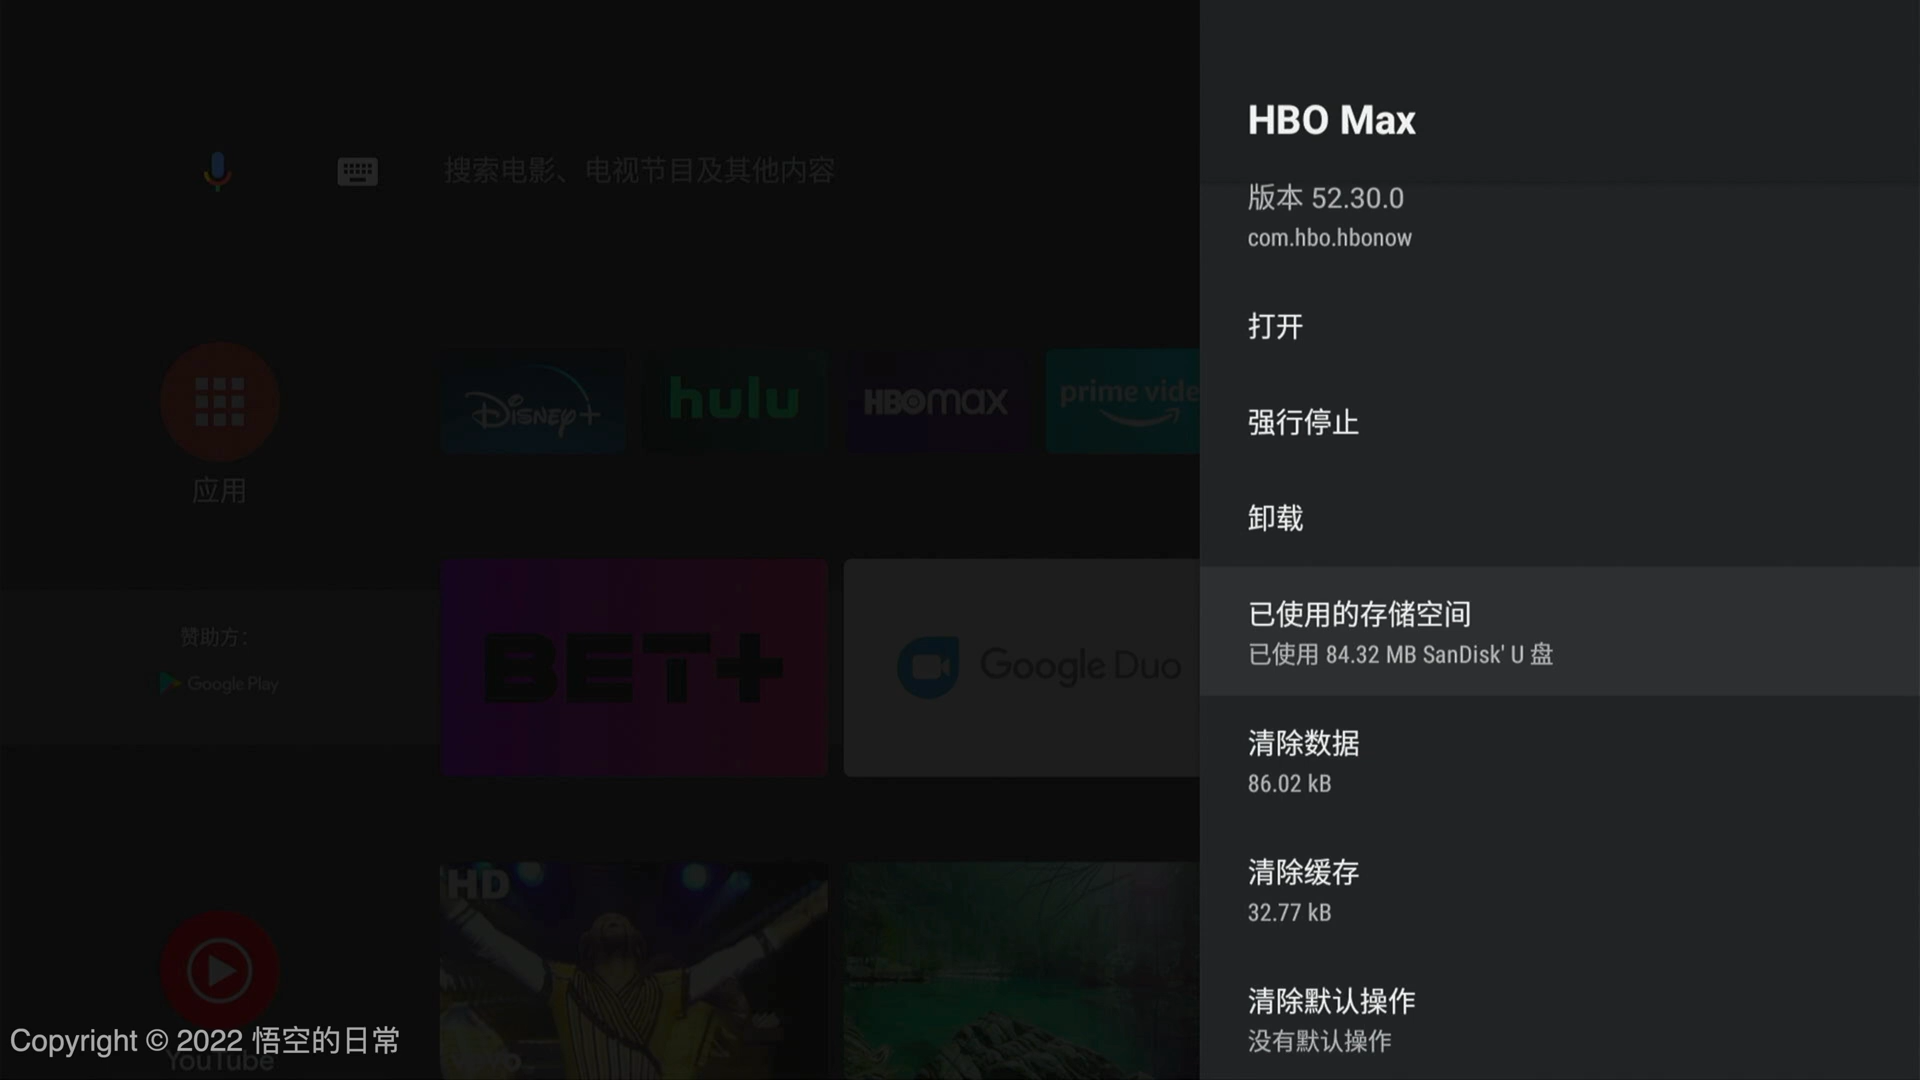 搜索电影、电视节目及其他内容
应用
Disney+
hulu
HBOmax
prime vide
赞助方：
Google Play
BET+
Google Duo
HD
YouTube
HBO Max
版本 52.30.0
com.hbo.hbonow
打开
强行停止
卸载
已使用的存储空间
已使用 84.32 MB SanDisk' U 盘
清除数据
86.02 kB
清除缓存
32.77 kB
清除默认操作
没有默认操作
Copyright © 2022 悟空的日常